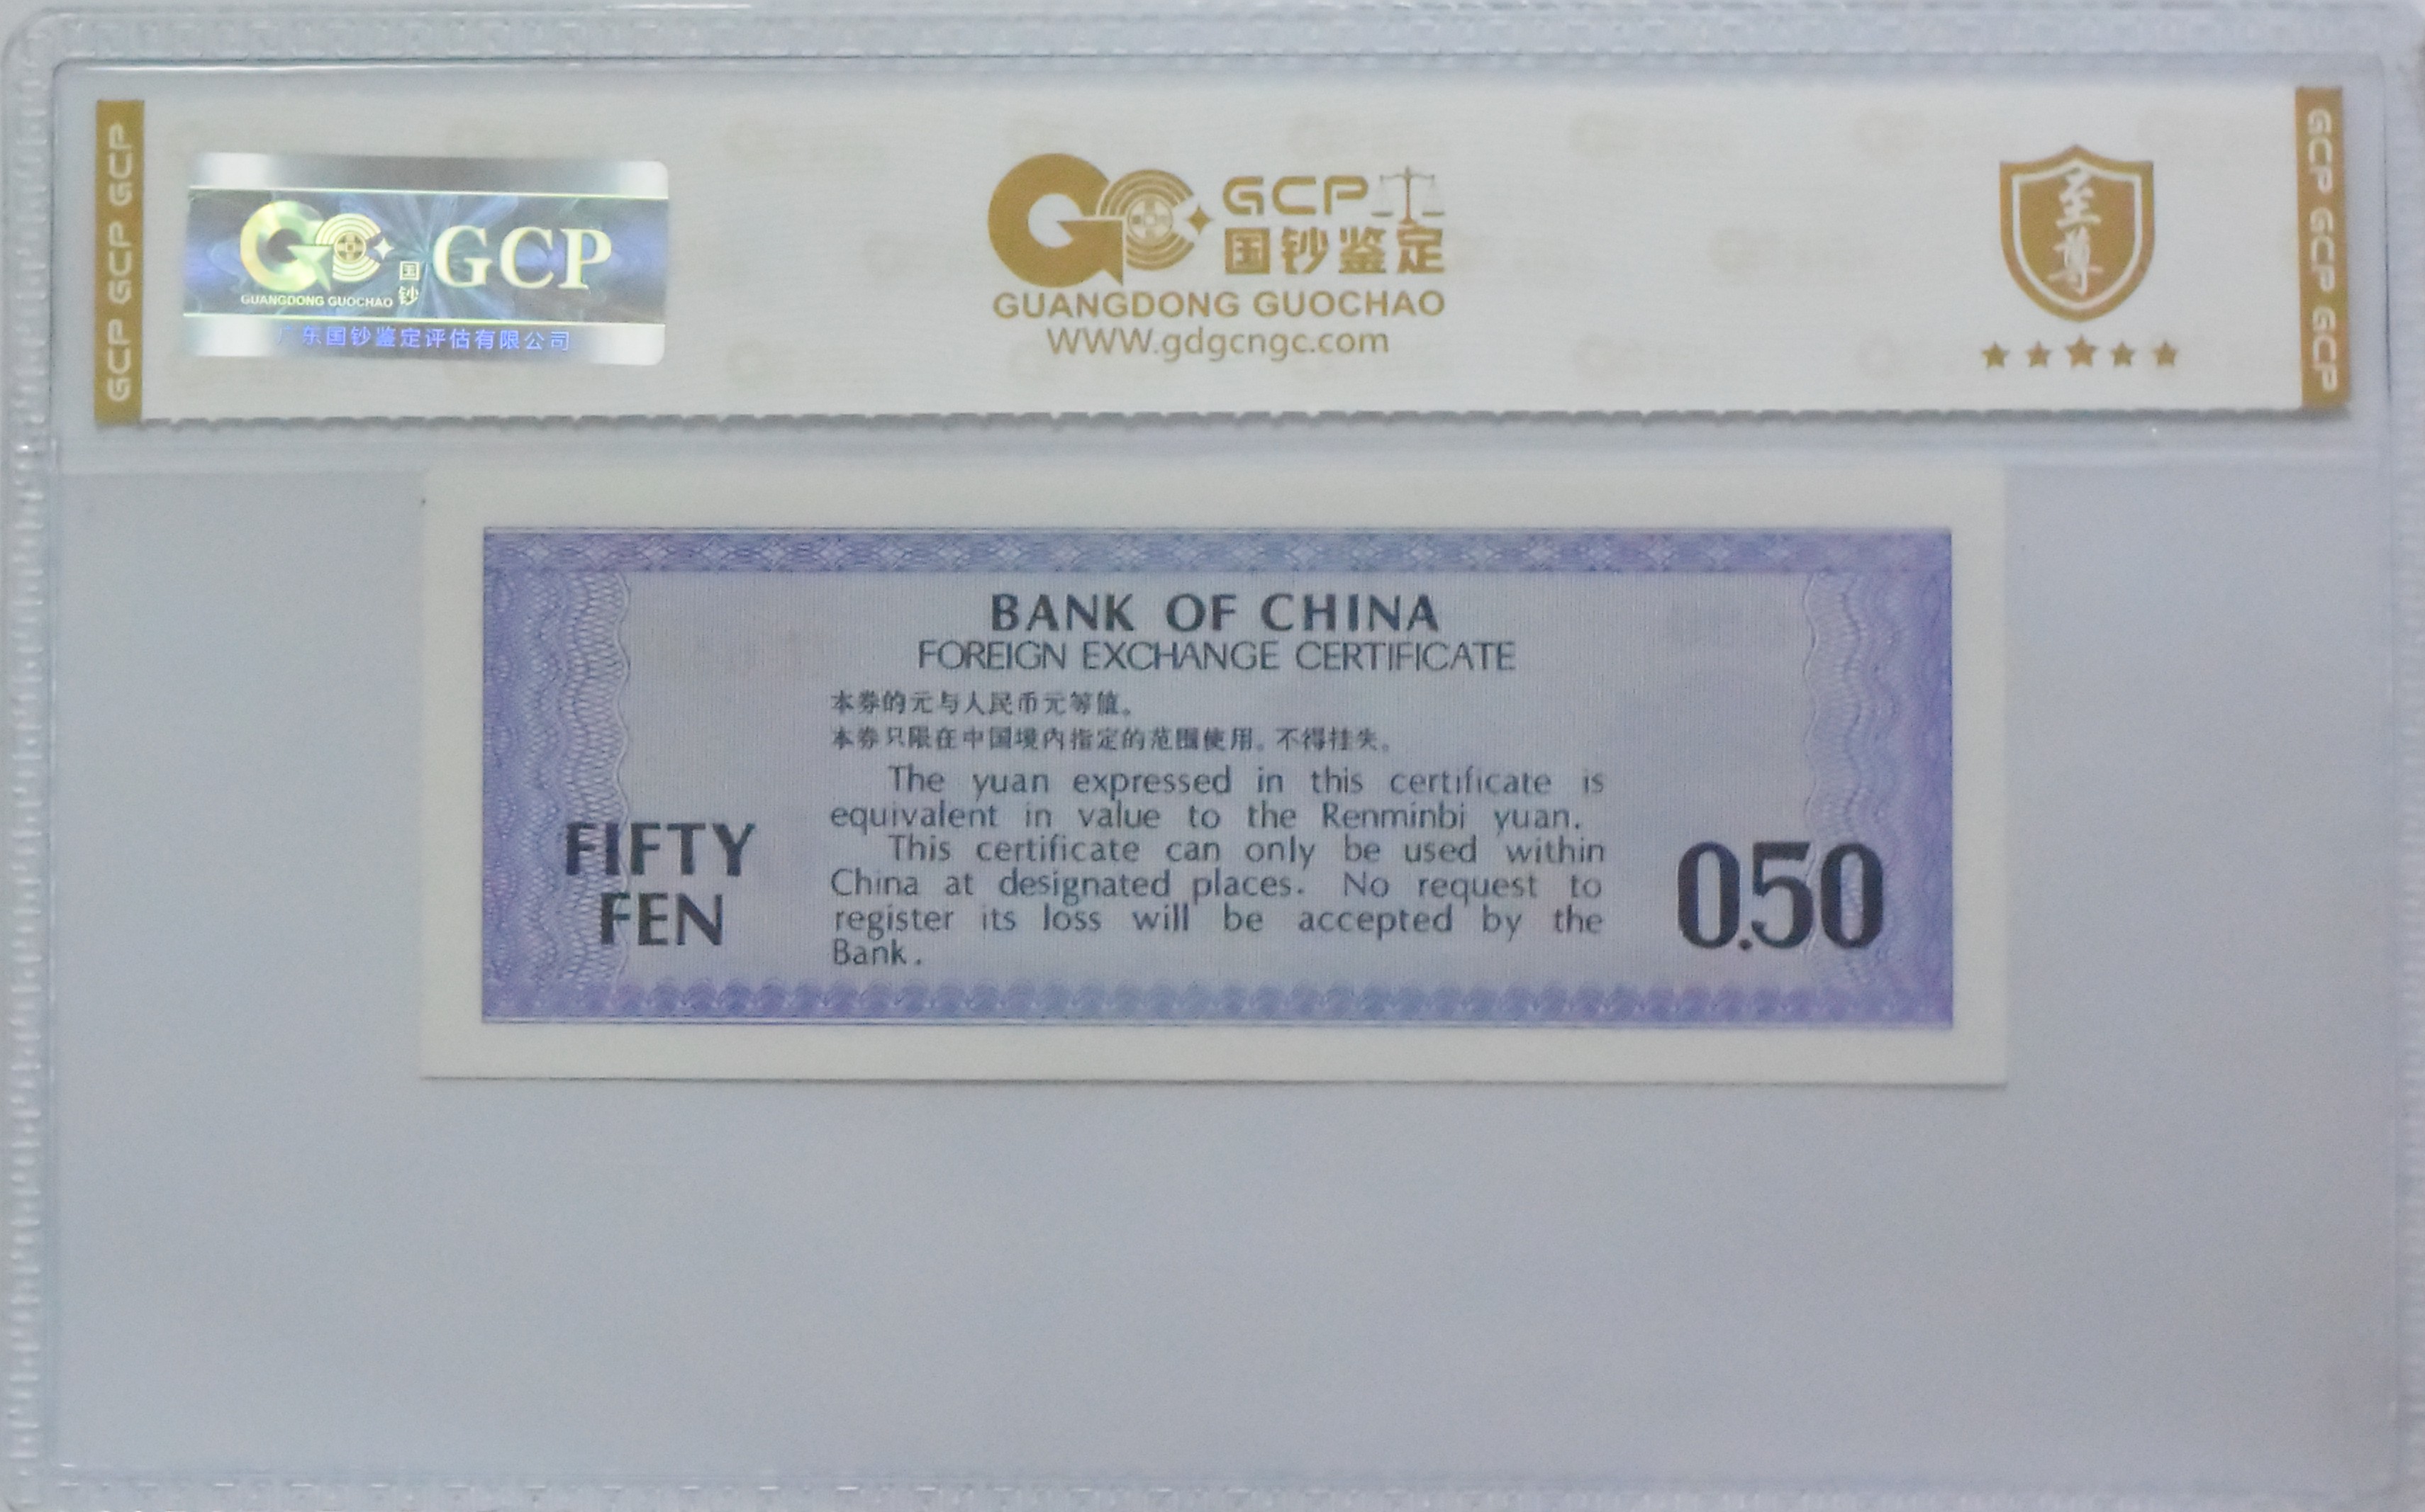 GCP GCP GCP
GCP
国钞
GUANGDONG GUOCHAO
广东国钞鉴定评估有限公司
GCP
国钞鉴定
GUANGDONG GUOCHAO
WWW.gdgcngc.com
至尊
GCP GCP GCP
BANK OF CHINA
FOREIGN EXCHANGE CERTIFICATE
本券的元与人民币元等值。
本券只限在中国境内指定的范围使用。不得挂失。
The yuan expressed in this certificate is
equivalent in value to the Renminbi yuan.
This certificate can only be used within
China at designated places. No request to
register its loss will be accepted by the
Bank.
FIFTY
FEN
0.50